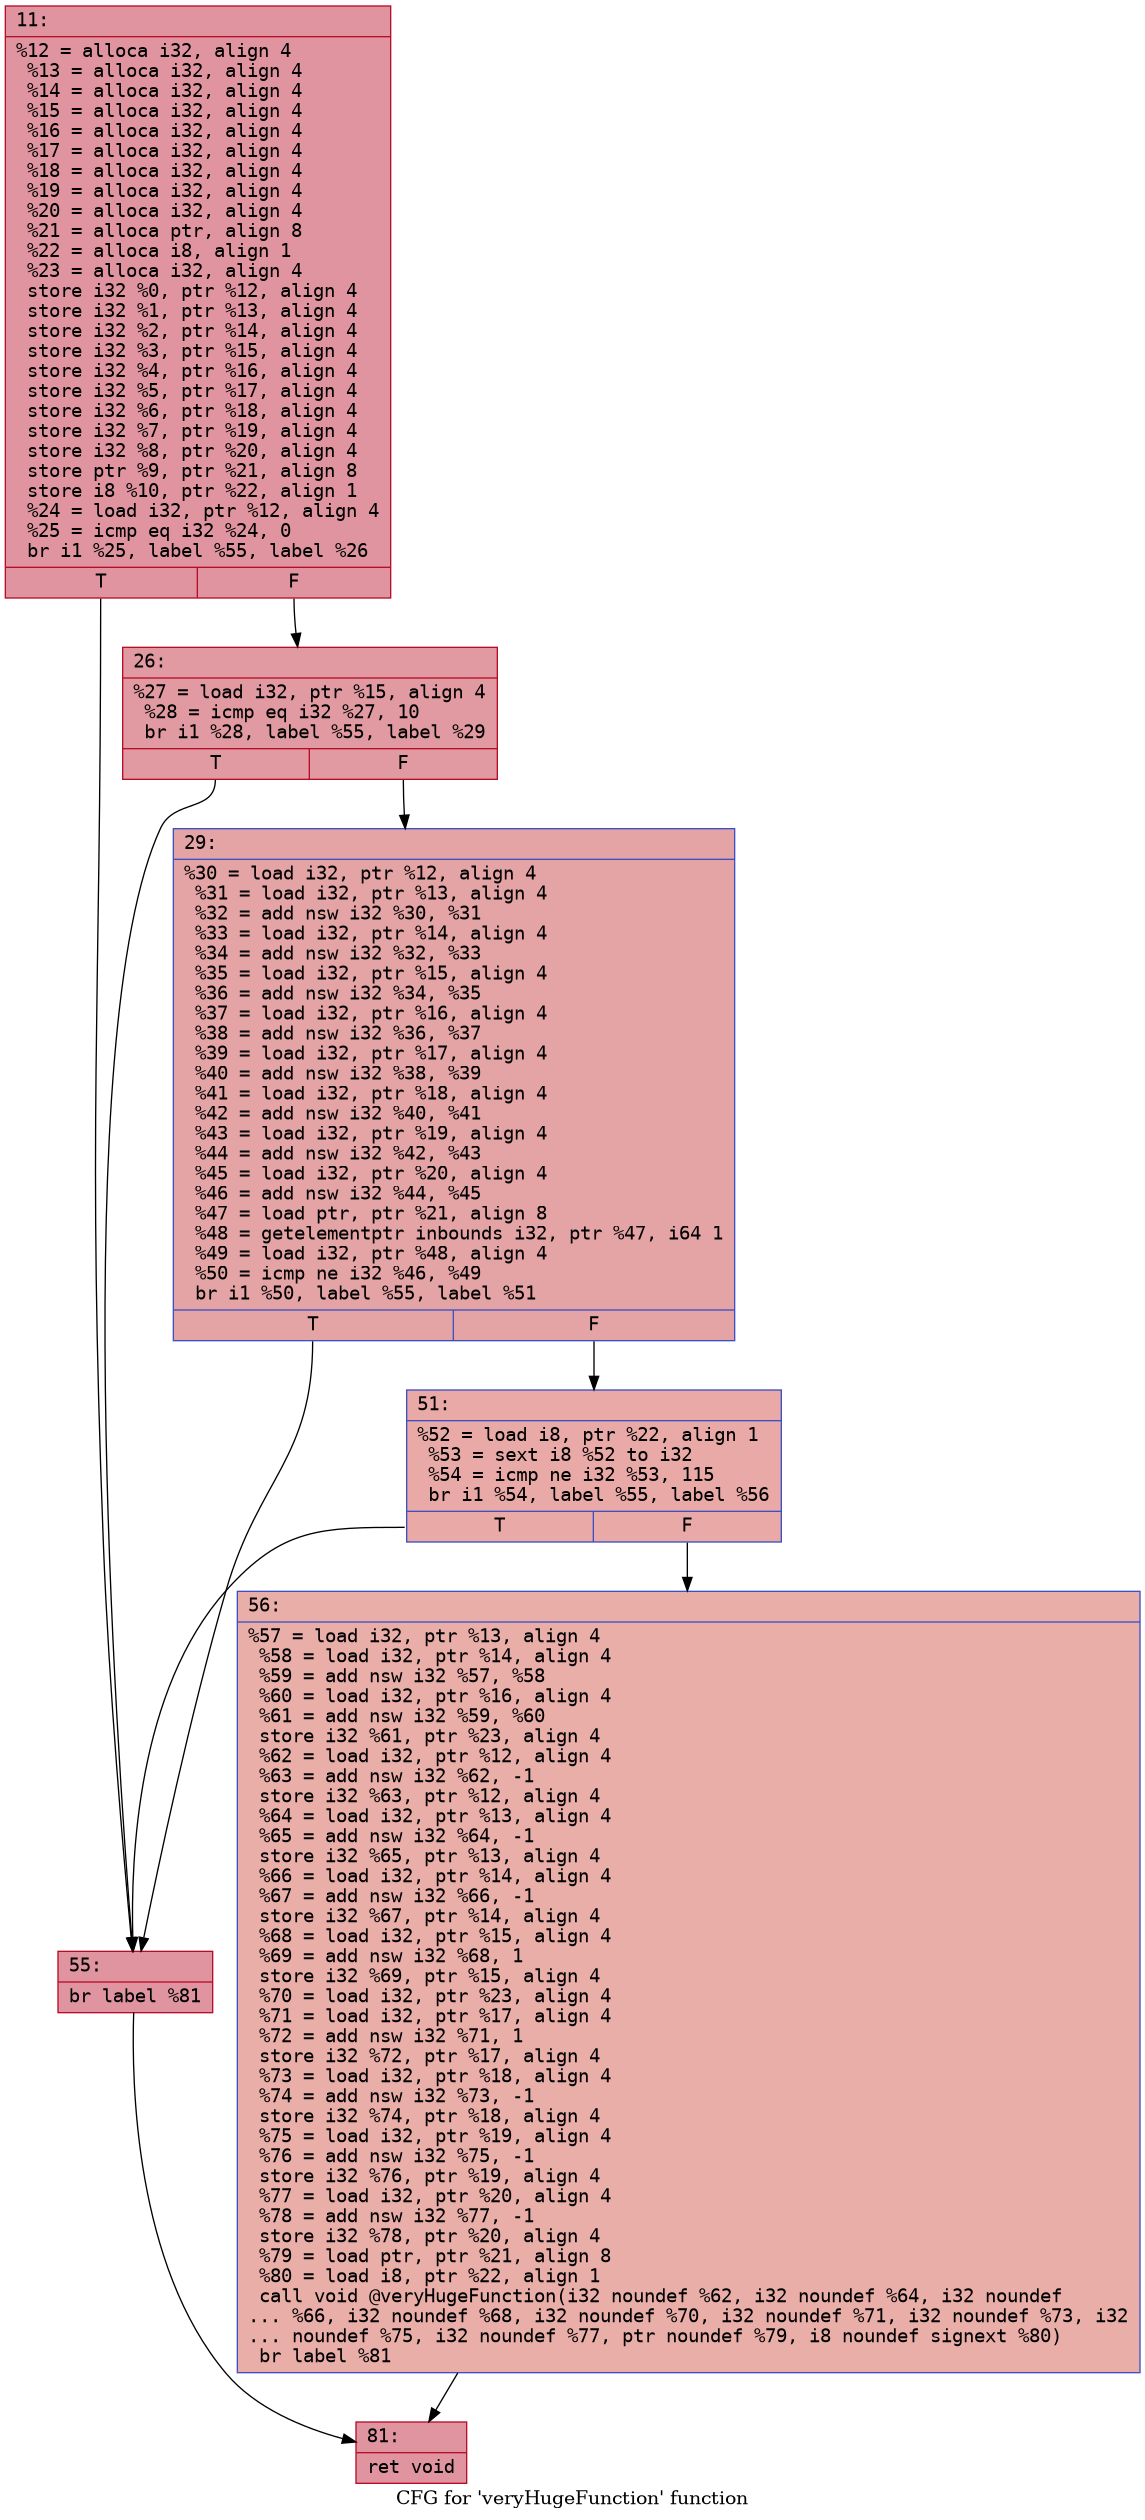 11:
%12 = alloca i32, align 4
%13 = alloca i32, align 4
%14 = alloca i32, align 4
%15 = alloca i32, align 4
%16 = alloca i32, align 4
%17 = alloca i32, align 4
%18 = alloca i32, align 4
%19 = alloca i32, align 4
%20 = alloca i32, align 4
%21 = alloca ptr, align 8
%22 = alloca i8, align 1
%23 = alloca i32, align 4
store i32 %0, ptr %12, align 4
store i32 %1, ptr %13, align 4
store i32 %2, ptr %14, align 4
store i32 %3, ptr %15, align 4
store i32 %4, ptr %16, align 4
store i32 %5, ptr %17, align 4
store i32 %6, ptr %18, align 4
store i32 %7, ptr %19, align 4
store i32 %8, ptr %20, align 4
store ptr %9, ptr %21, align 8
store i8 %10, ptr %22, align 1
%24 = load i32, ptr %12, align 4
%25 = icmp eq i32 %24, 0
br i1 %25, label %55, label %26
T F
26:
%27 = load i32, ptr %15, align 4
%28 = icmp eq i32 %27, 10
br i1 %28, label %55, label %29
T F
29:
%30 = load i32, ptr %12, align 4
%31 = load i32, ptr %13, align 4
%32 = add nsw i32 %30, %31
%33 = load i32, ptr %14, align 4
%34 = add nsw i32 %32, %33
%35 = load i32, ptr %15, align 4
%36 = add nsw i32 %34, %35
%37 = load i32, ptr %16, align 4
%38 = add nsw i32 %36, %37
%39 = load i32, ptr %17, align 4
%40 = add nsw i32 %38, %39
%41 = load i32, ptr %18, align 4
%42 = add nsw i32 %40, %41
%43 = load i32, ptr %19, align 4
%44 = add nsw i32 %42, %43
%45 = load i32, ptr %20, align 4
%46 = add nsw i32 %44, %45
%47 = load ptr, ptr %21, align 8
%48 = getelementptr inbounds i32, ptr %47, i64 1
%49 = load i32, ptr %48, align 4
%50 = icmp ne i32 %46, %49
br i1 %50, label %55, label %51
T F
51:
%52 = load i8, ptr %22, align 1
%53 = sext i8 %52 to i32
%54 = icmp ne i32 %53, 115
br i1 %54, label %55, label %56
T F
56:
%57 = load i32, ptr %13, align 4
%58 = load i32, ptr %14, align 4
%59 = add nsw i32 %57, %58
%60 = load i32, ptr %16, align 4
%61 = add nsw i32 %59, %60
store i32 %61, ptr %23, align 4
%62 = load i32, ptr %12, align 4
%63 = add nsw i32 %62, -1
store i32 %63, ptr %12, align 4
%64 = load i32, ptr %13, align 4
%65 = add nsw i32 %64, -1
store i32 %65, ptr %13, align 4
%66 = load i32, ptr %14, align 4
%67 = add nsw i32 %66, -1
store i32 %67, ptr %14, align 4
%68 = load i32, ptr %15, align 4
%69 = add nsw i32 %68, 1
store i32 %69, ptr %15, align 4
%70 = load i32, ptr %23, align 4
%71 = load i32, ptr %17, align 4
%72 = add nsw i32 %71, 1
store i32 %72, ptr %17, align 4
%73 = load i32, ptr %18, align 4
%74 = add nsw i32 %73, -1
store i32 %74, ptr %18, align 4
%75 = load i32, ptr %19, align 4
%76 = add nsw i32 %75, -1
store i32 %76, ptr %19, align 4
%77 = load i32, ptr %20, align 4
%78 = add nsw i32 %77, -1
store i32 %78, ptr %20, align 4
%79 = load ptr, ptr %21, align 8
%80 = load i8, ptr %22, align 1
call void @veryHugeFunction(i32 noundef %62, i32 noundef %64, i32 noundef
... %66, i32 noundef %68, i32 noundef %70, i32 noundef %71, i32 noundef %73, i32
... noundef %75, i32 noundef %77, ptr noundef %79, i8 noundef signext %80)
br label %81
55:
br label %81
81:
ret void
CFG for 'veryHugeFunction' function